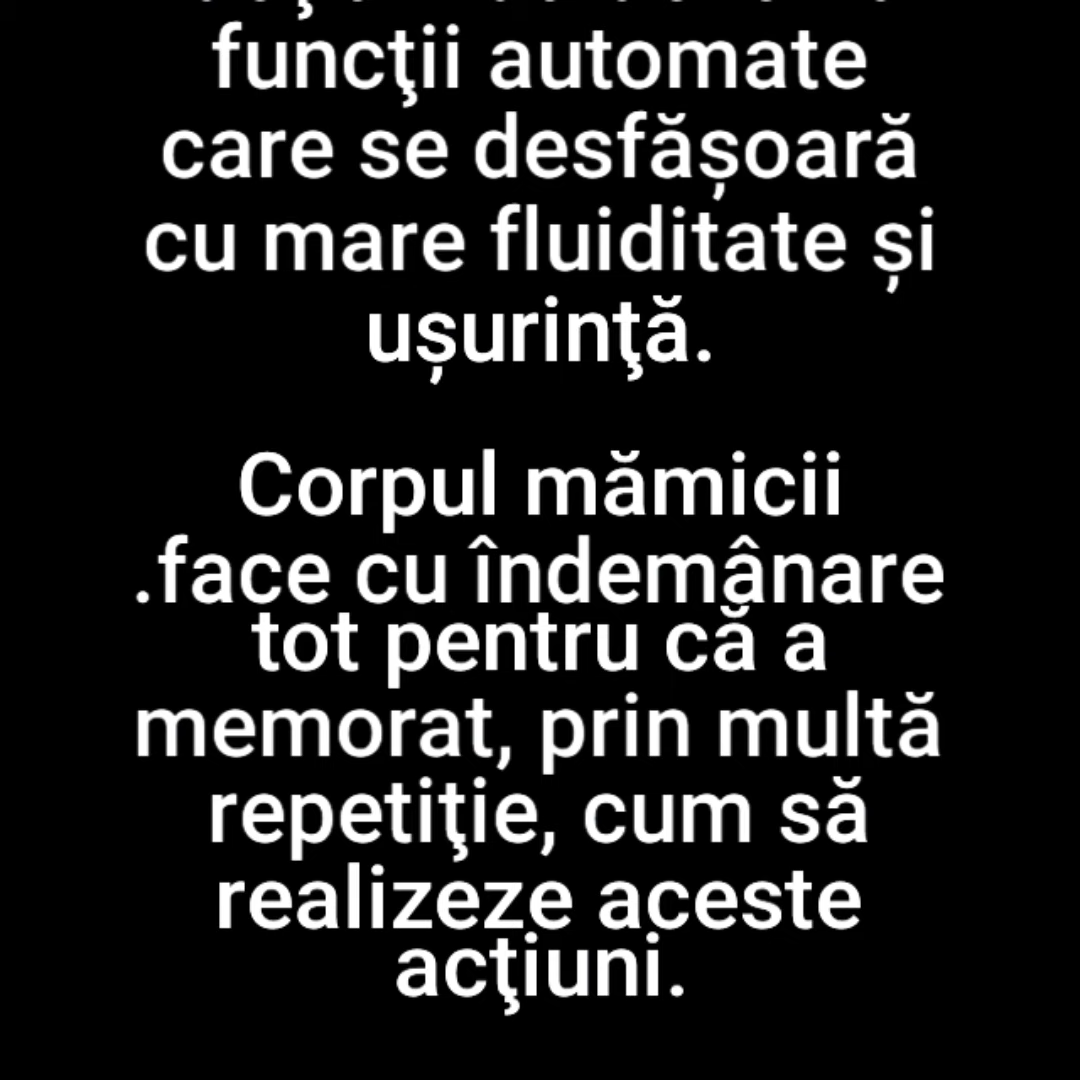 funcţii automate
care se desfășoară
cu mare fluiditate și
ușurinţă.
Corpul mămicii
.face cu îndemânare
tot pentru că a
memorat, prin multă
repetiţie, cum să
realizeze aceste
acţiuni.